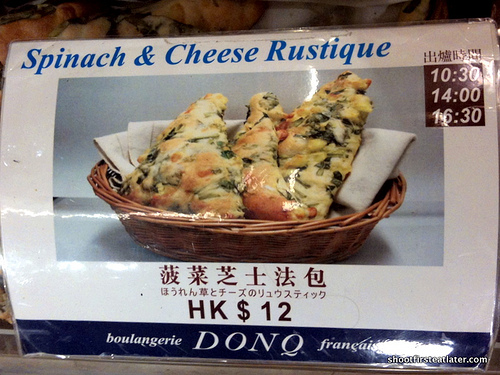 Spinach & Cheese Rustique
出爐時間
10:30
14:00
16:30
菠菜芝士法包
ほうれん草とチーズのリュウスティック
HK $ 12
boulangerie DONQ
shootfirsteatlater.com